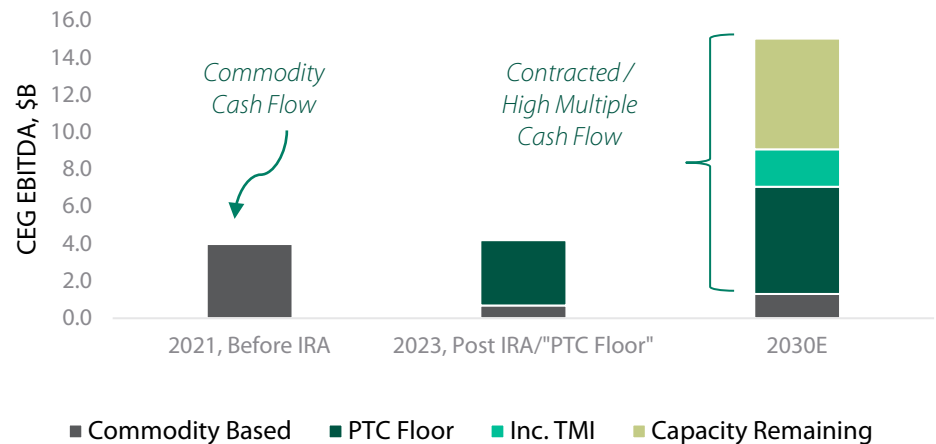 CEG EBITDA, $B
16.0
14.0
12.0
10.0
8.0
6.0
4.0
2.0
0.0
Commodity
Cash Flow
Contracted /
High Multiple
Cash Flow
2021, Before IRA
2023, Post IRA/"PTC Floor"
2030E
Commodity Based
PTC Floor
Inc. TMI
Capacity Remaining